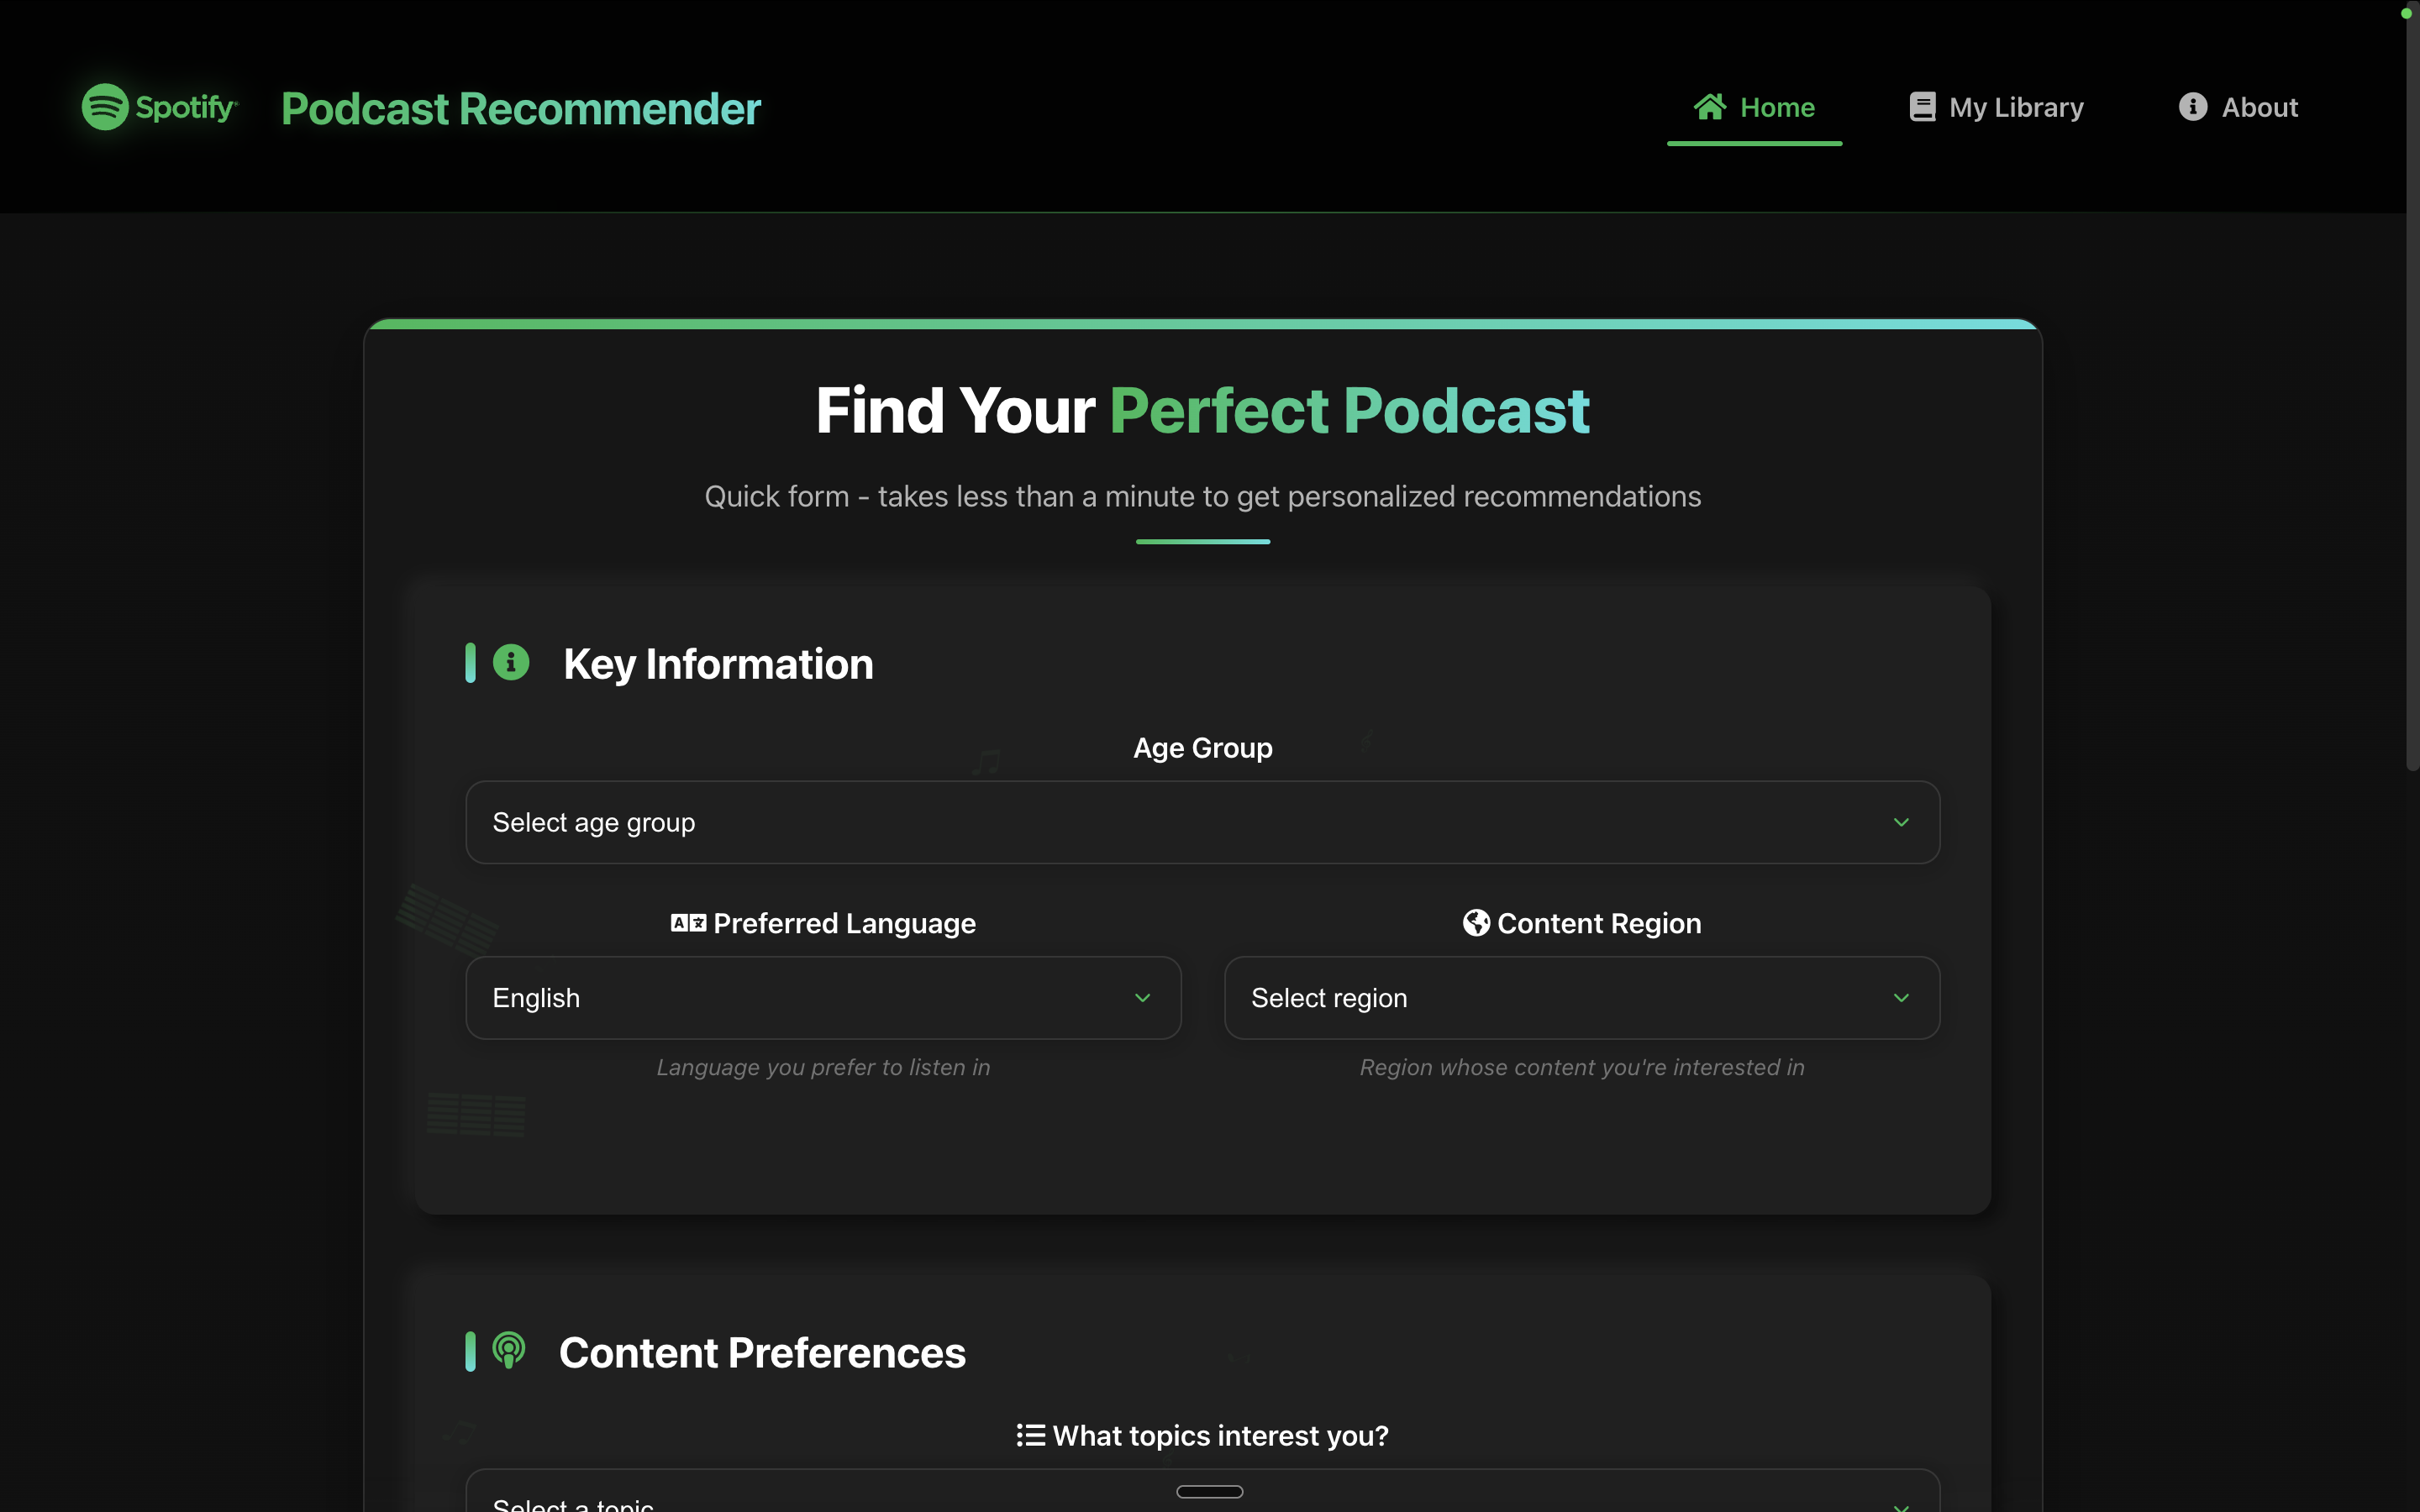 Spotify
Podcast Recommender
Home
My Library
About
Find Your Perfect Podcast
Quick form - takes less than a minute to get personalized recommendations
Key Information
Age Group
Select age group
Preferred Language
Content Region
English
Select region
Language you prefer to listen in
Region whose content you're interested in
Content Preferences
What topics interest you?
Select a topic